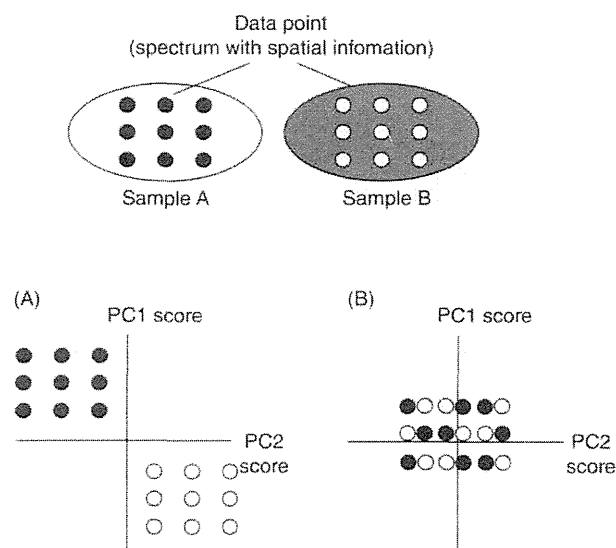 Data point
(spectrum with spatial infomation)
Sample A
Sample B
(A)
PC1 score
PC2
score
(B)
PC1 score
PC2
score